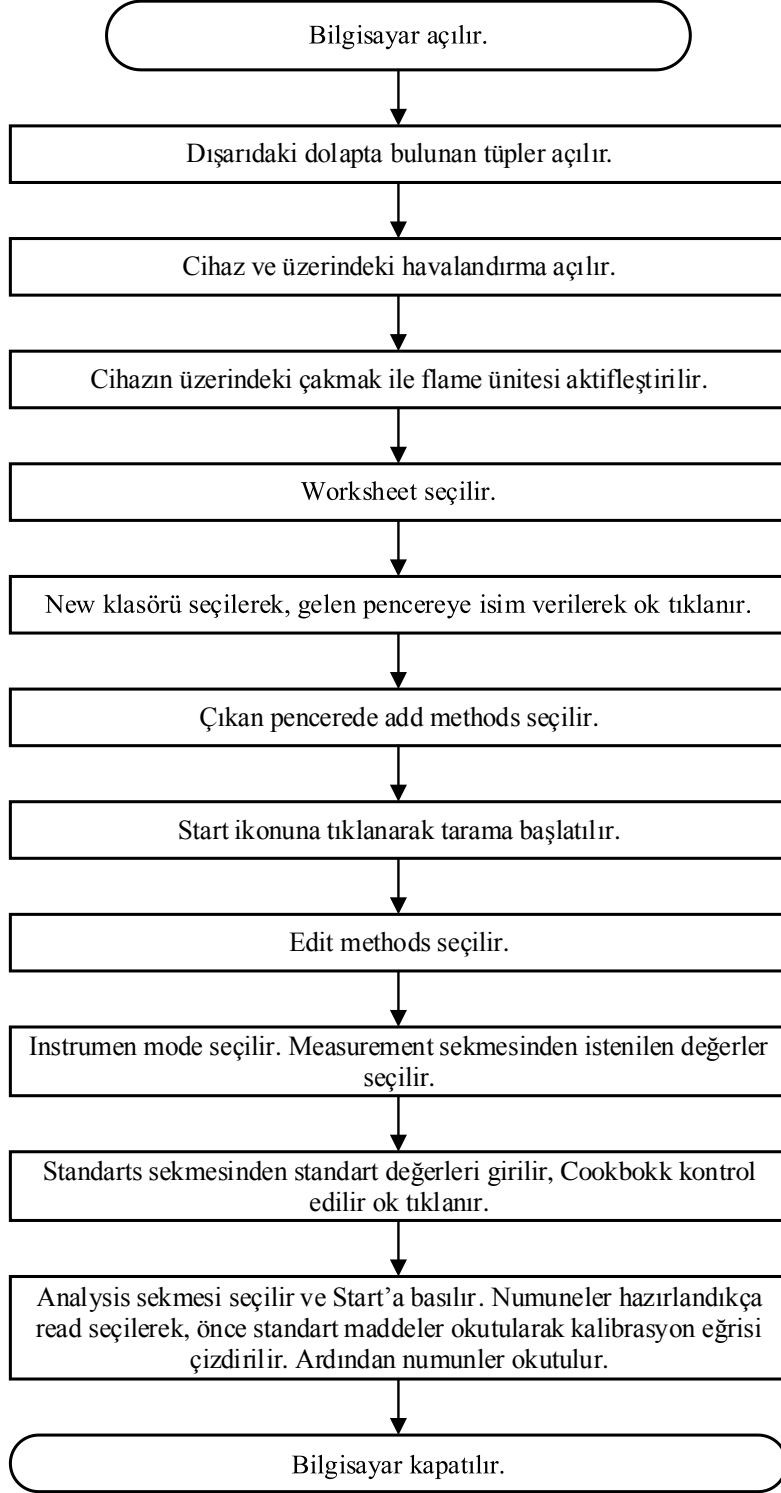 Bilgisayar açılır.
Dışarıdaki dolapta bulunan tüpler açılır.
Cihaz ve üzerindeki havalandırma açılır.
Cihazın üzerindeki çakmak ile flame ünitesi aktifleştirilir.
Worksheet seçilir.
New klasörü seçilerek, gelen pencereye isim verilerek ok tıklanır.
Çıkan pencerede add methods seçilir.
Start ikonuna tıklanarak tarama başlatılır.
Edit methods seçilir.
Instrumen mode seçilir. Measurement sekmesinden istenilen değerler
seçilir.
Standarts sekmesinden standart değerleri girilir, Cookbokk kontrol
edilir ok tıklanır.
Analysis sekmesi seçilir ve Start’a basılır. Numuneler hazırlandıkça
read seçilerek, önce standart maddeler okutularak kalibrasyon eğrisi
çizdirilir. Ardından numunler okutulur.
Bilgisayar kapatılır.